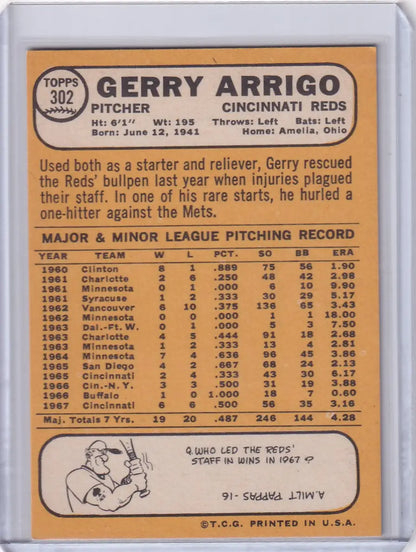 TOPPS
302
GERRY ARRIGO
PITCHER CINCINNATI REDS
Ht: 6'1" Wt: 195 Throws: Left Bats: Left
Born: June 12, 1941 Home: Amelia, Ohio
Used both as a starter and reliever, Gerry rescued
the Reds' bullpen last year when injuries plagued
their staff. In one of his rare starts, he hurled a
one-hitter against the Mets.
MAJOR & MINOR LEAGUE PITCHING RECORD
YEAR TEAM W L PCT. SO BB ERA
1960 Clinton 8 1 .889 75 56 1.90
1961 Charlotte 2 6 .250 48 42 2.98
1961 Minnesota 0 1 .000 6 10 9.90
1961 Syracuse 1 2 .333 30 29 5.17
1962 Vancouver 6 10 .375 136 65 3.43
1962 Minnesota 0 0 .000 1 1 18.00
1963 Dal.-Ft. W. 0 1 .000 5 3 7.50
1963 Charlotte 4 5 .444 91 18 2.68
1963 Minnesota 1 2 .333 13 4 2.81
1964 Minnesota 7 4 .636 96 45 3.86
1965 San Diego 4 2 .667 68 24 2.13
1965 Cincinnati 2 4 .333 43 30 6.17
1966 Cin.-N.Y. 3 3 .500 31 19 3.88
1966 Buffalo 1 0 1.000 18 7 0.60
1967 Cincinnati 6 6 .500 56 35 3.16
Maj. Totals 7 Yrs. 19 20 .487 246 144 4.28
Q. WHO LED THE REDS'
STAFF IN WINS IN 1967?
A. MILT PAPPAS -16
©T.C.G. PRINTED IN U.S.A.